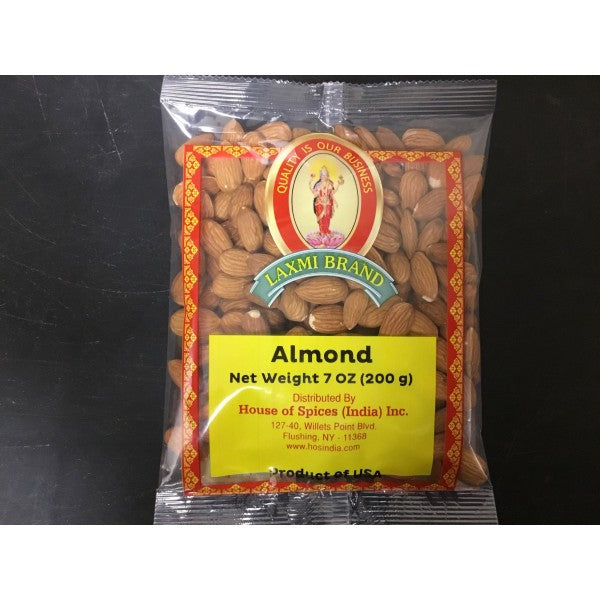 QUALITY IS OUR BUSINESS
LAXMI BRAND
Almond
Net Weight 7 OZ (200 g)
Distributed By
House of Spices (India) Inc.
127-40, Willets Point Blvd.
Flushing, NY - 11368
www.hosindia.com
Product of USA